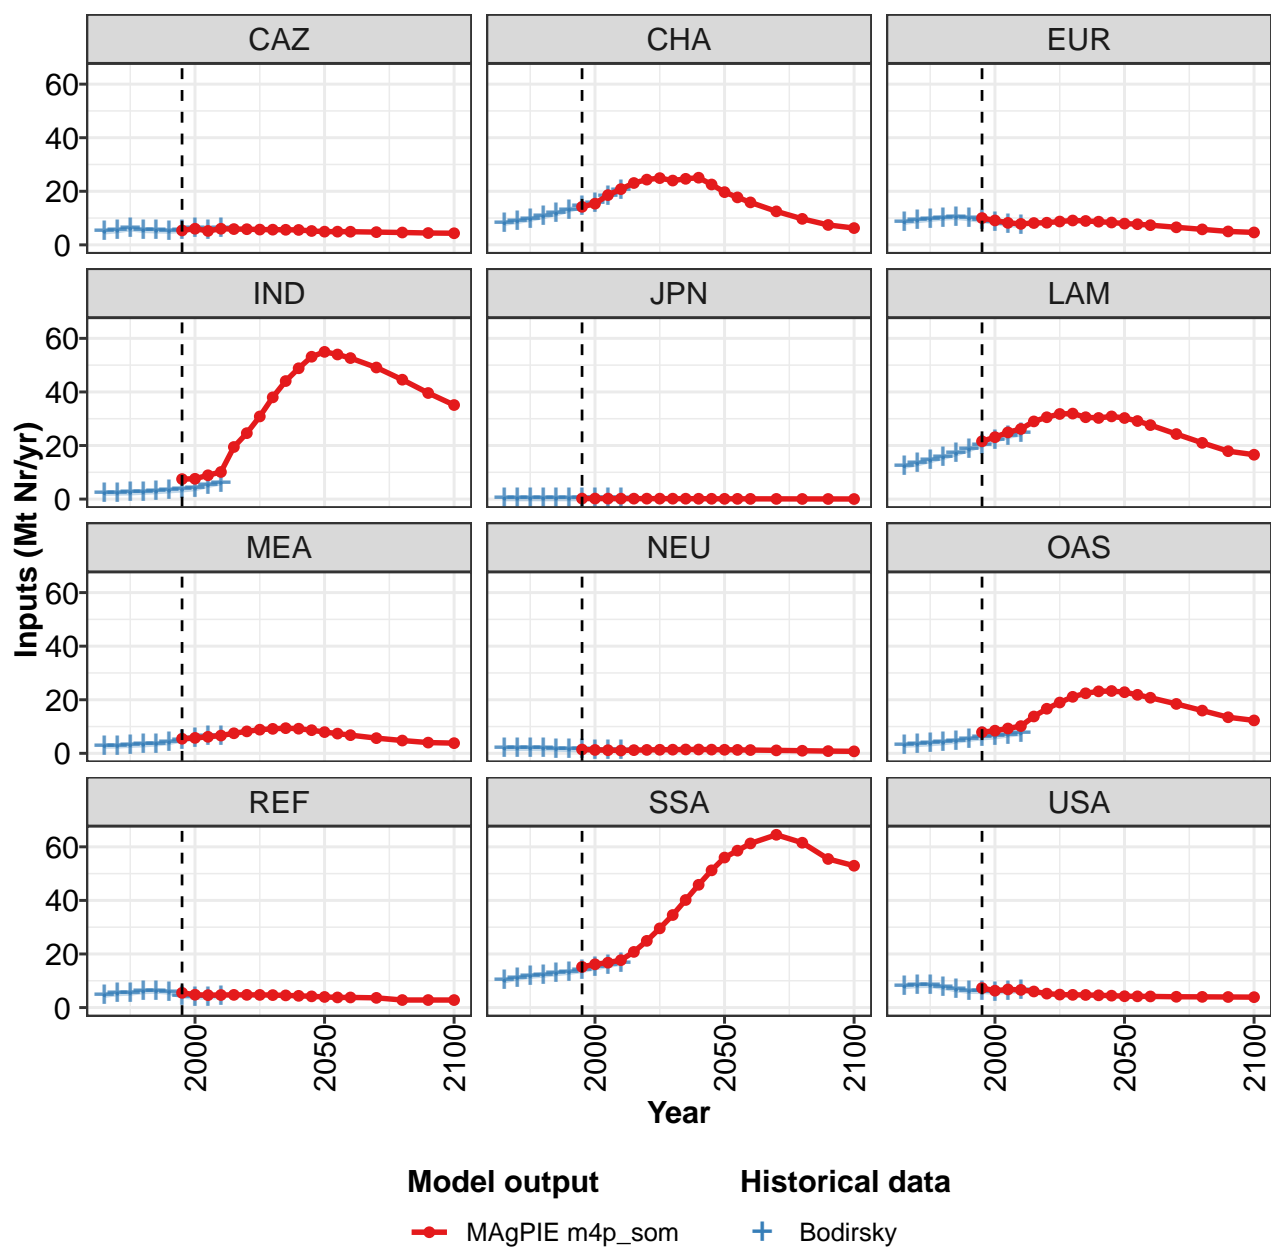 CAZ CHA EUR
60
40
20
0
IND JPN LAM
60
40
20
0
MEA NEU OAS
60
40
20
0
REF SSA USA
60
40
20
0
Inputs (Mt Nr/yr)
2000 2050 2100 2000 2050 2100 2000 2050 2100
Year
Model output Historical data
MAgPIE m4p_som Bodirsky